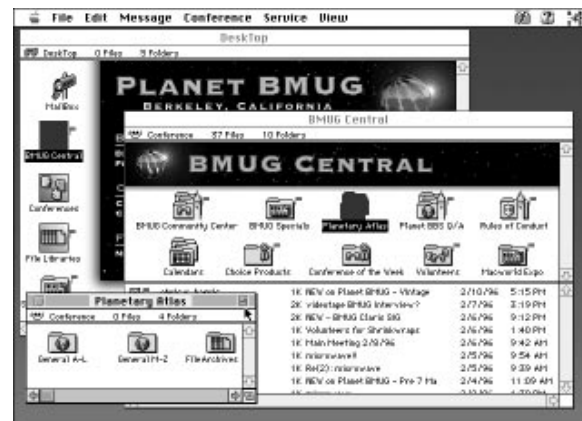 File Edit Message Conference Service View
DeskTop
DeskTop 0 Files 9 Folders
MailBox
PLANET BMUG
BERKELEY, CALIFORNIA
BMUG Central
BMUG Central
Conference 37 Files 10 Folders
BMUG CENTRAL
Conferences
BMUG Community Center BMUG Specials Planetary Atlas Planet BBS Q/A Rules of Conduct
File Libraries
Calendars Choice Products Conference of the Week Volunteers Macworld Expo
1K NEW on Planet BMUG - Vintage 2/10/96 5:15 PM
2K videotape BMUG Interview? 2/7/96 3:19 PM
2K NEW - BMUG Claris SIG 2/6/96 9:12 PM
1K Volunteers for Shrinkwraps 2/6/96 1:40 PM
1K Main Meeting 2/8/96 2/6/96 9:42 AM
1K microwave!! 2/5/96 9:54 AM
1K Re(2): microwave 2/5/96 9:39 AM
1K NEW on Planet BMUG - Pre 7 Ma 2/4/96 11:09 AM
Planetary Atlas
Conference 0 Files 4 Folders
General A-L General M-Z File Archives